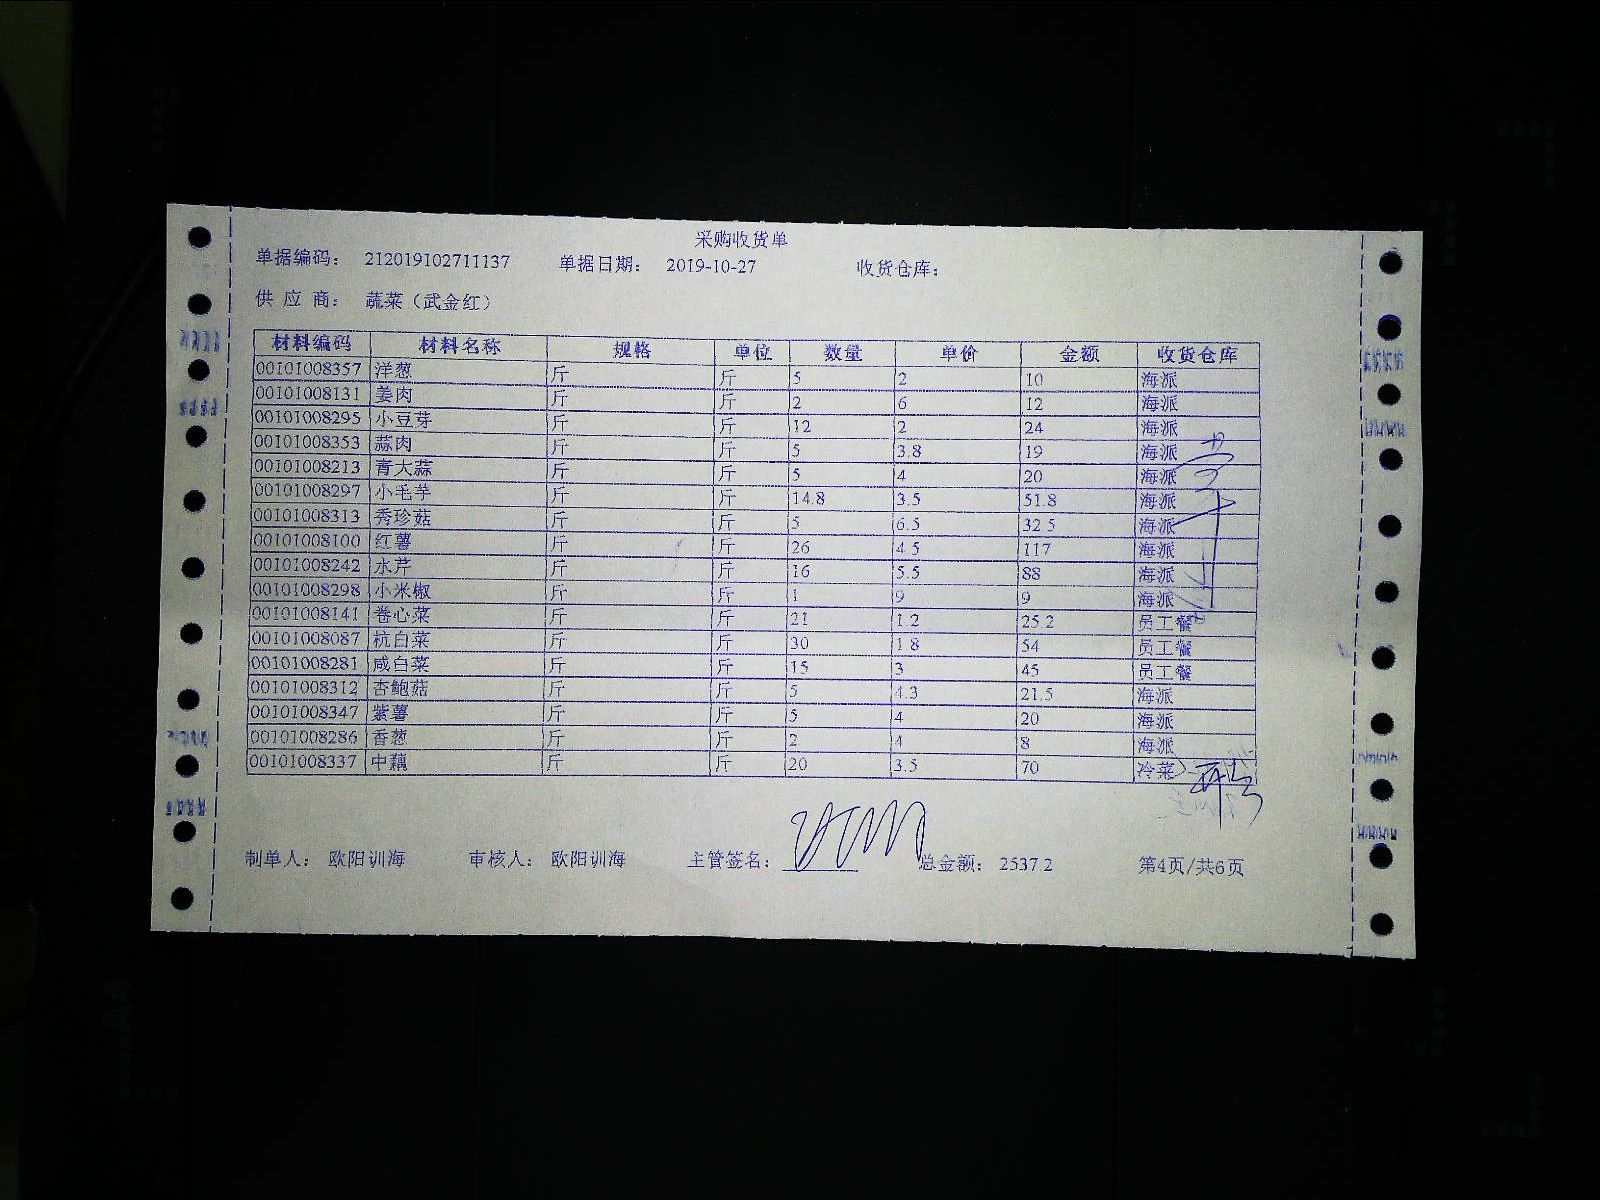 采购收货单
单据编码： 212019102711137 单据日期： 2019-10-27 收货仓库：
供 应 商： 蔬菜（武金红）
材料编码 材料名称 规格 单位 数量 单价 金额 收货仓库
00101008357 洋葱 斤 斤 5 2 10 海派
00101008131 姜肉 斤 斤 2 6 12 海派
00101008295 小豆芽 斤 斤 12 2 24 海派
00101008353 蒜肉 斤 斤 5 3.8 19 海派
00101008213 青大蒜 斤 斤 5 4 20 海派
00101008297 小毛芋 斤 斤 14.8 3.5 51.8 海派
00101008313 秀珍菇 斤 斤 5 6.5 32.5 海派
00101008100 红薯 斤 斤 26 4.5 117 海派
00101008242 水芹 斤 斤 16 5.5 88 海派
00101008298 小米椒 斤 斤 1 9 9 海派
00101008141 卷心菜 斤 斤 21 1.2 25.2 员工餐
00101008087 杭白菜 斤 斤 30 1.8 54 员工餐
00101008281 咸白菜 斤 斤 15 3 45 员工餐
00101008312 杏鲍菇 斤 斤 5 4.3 21.5 海派
00101008347 紫薯 斤 斤 5 4 20 海派
00101008286 香葱 斤 斤 2 4 8 海派
00101008337 中藕 斤 斤 20 3.5 70 冷菜
制单人： 欧阳训海 审核人： 欧阳训海 主管签名： 总金额： 2537.2 第4页/共6页